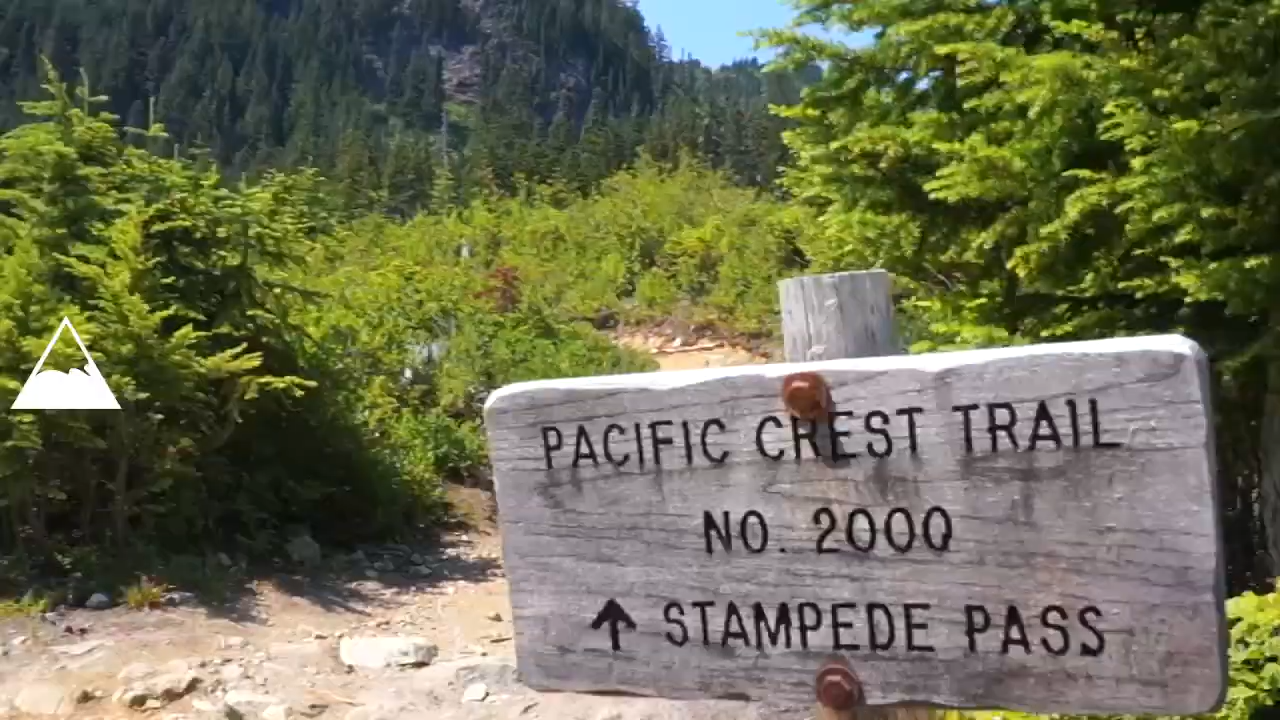 PACIFIC CREST TRAIL
NO. 2000
↑ STAMPEDE PASS